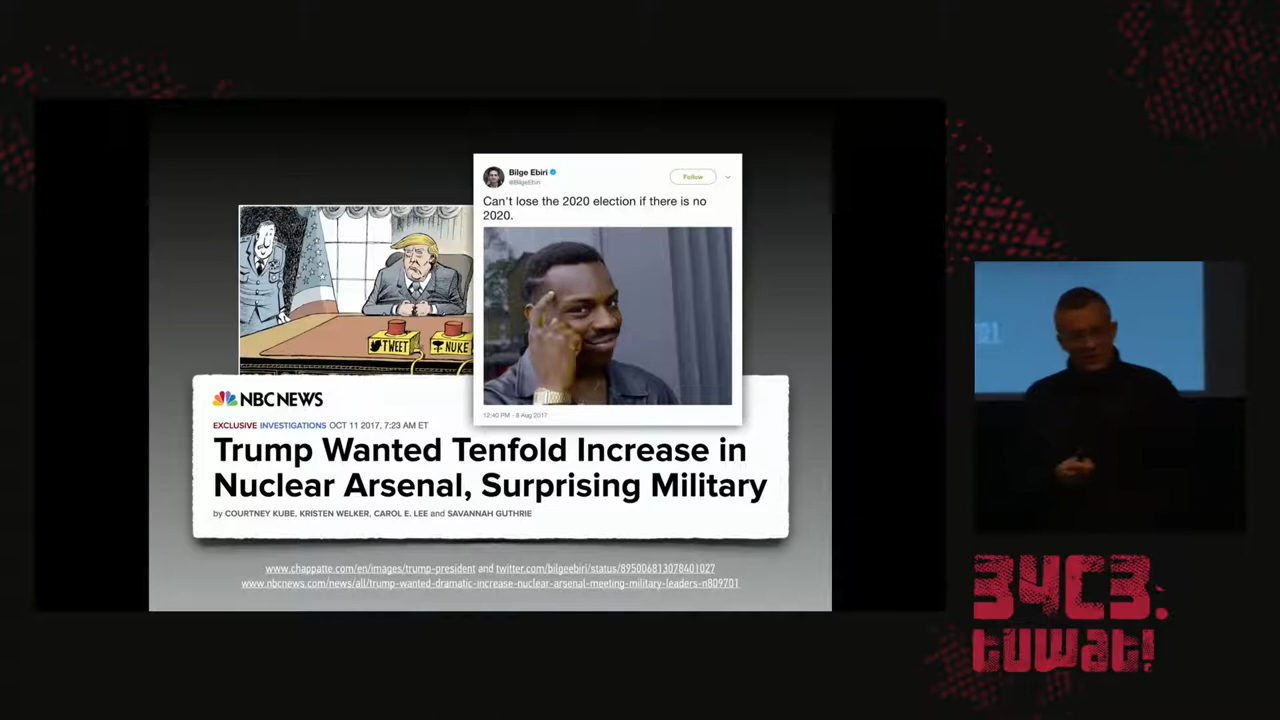 Bilge Ebiri
@BilgeEbiri
Follow
Can't lose the 2020 election if there is no
2020.
12:40 PM - 8 Aug 2017
TWEET
NUKE
NBC NEWS
EXCLUSIVE INVESTIGATIONS OCT 11 2017, 7:23 AM ET
Trump Wanted Tenfold Increase in
Nuclear Arsenal, Surprising Military
by COURTNEY KUBE, KRISTEN WELKER, CAROL E. LEE and SAVANNAH GUTHRIE
www.chappatte.com/en/images/trump-president and twitter.com/bilgeebiri/status/895006813078401027
www.nbcnews.com/news/all/trump-wanted-dramatic-increase-nuclear-arsenal-meeting-military-leaders-n809701
701
34C3.
tuwat!